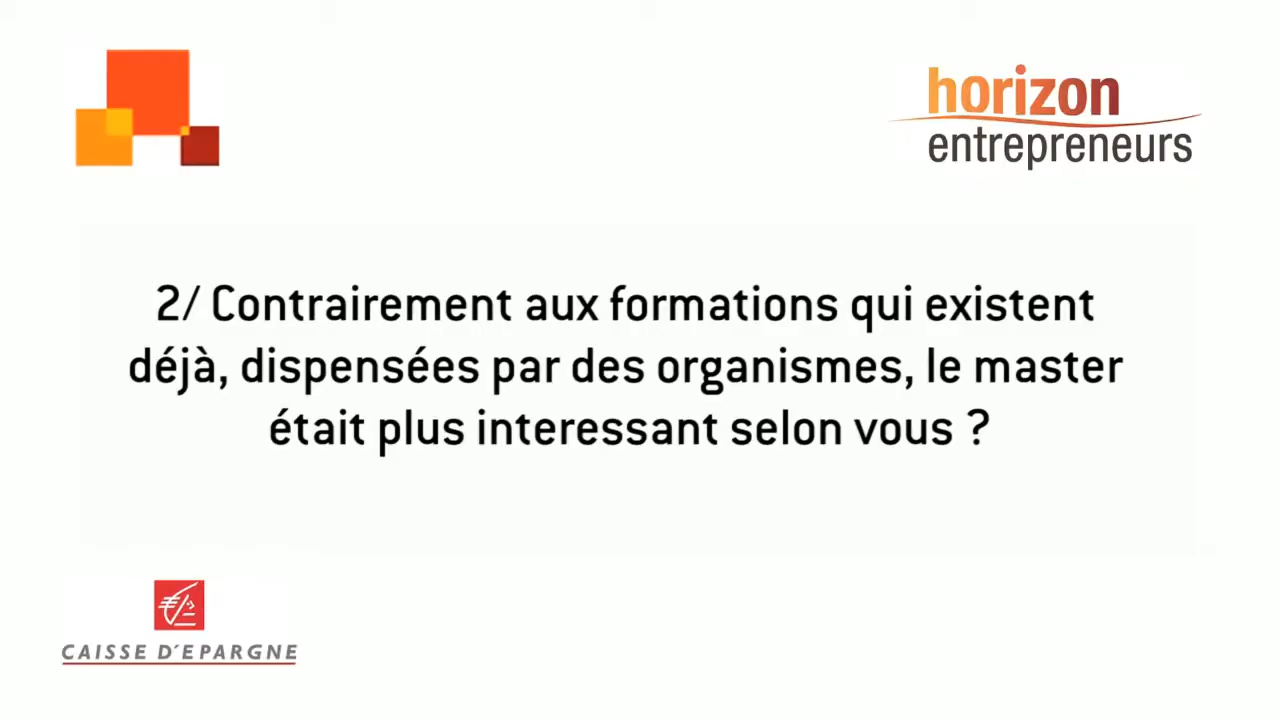 horizon
entrepreneurs
2/ Contrairement aux formations qui existent
déjà, dispensées par des organismes, le master
était plus interessant selon vous ?
CAISSE D'EPARGNE